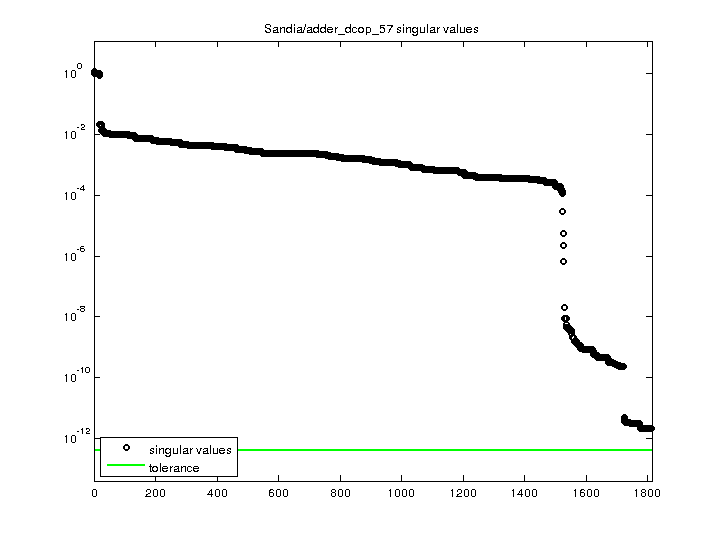 Sandia/adder_dcop_57 singular values
10^0
10^-2
10^-4
10^-6
10^-8
10^-10
10^-12
singular values
tolerance
0 200 400 600 800 1000 1200 1400 1600 1800